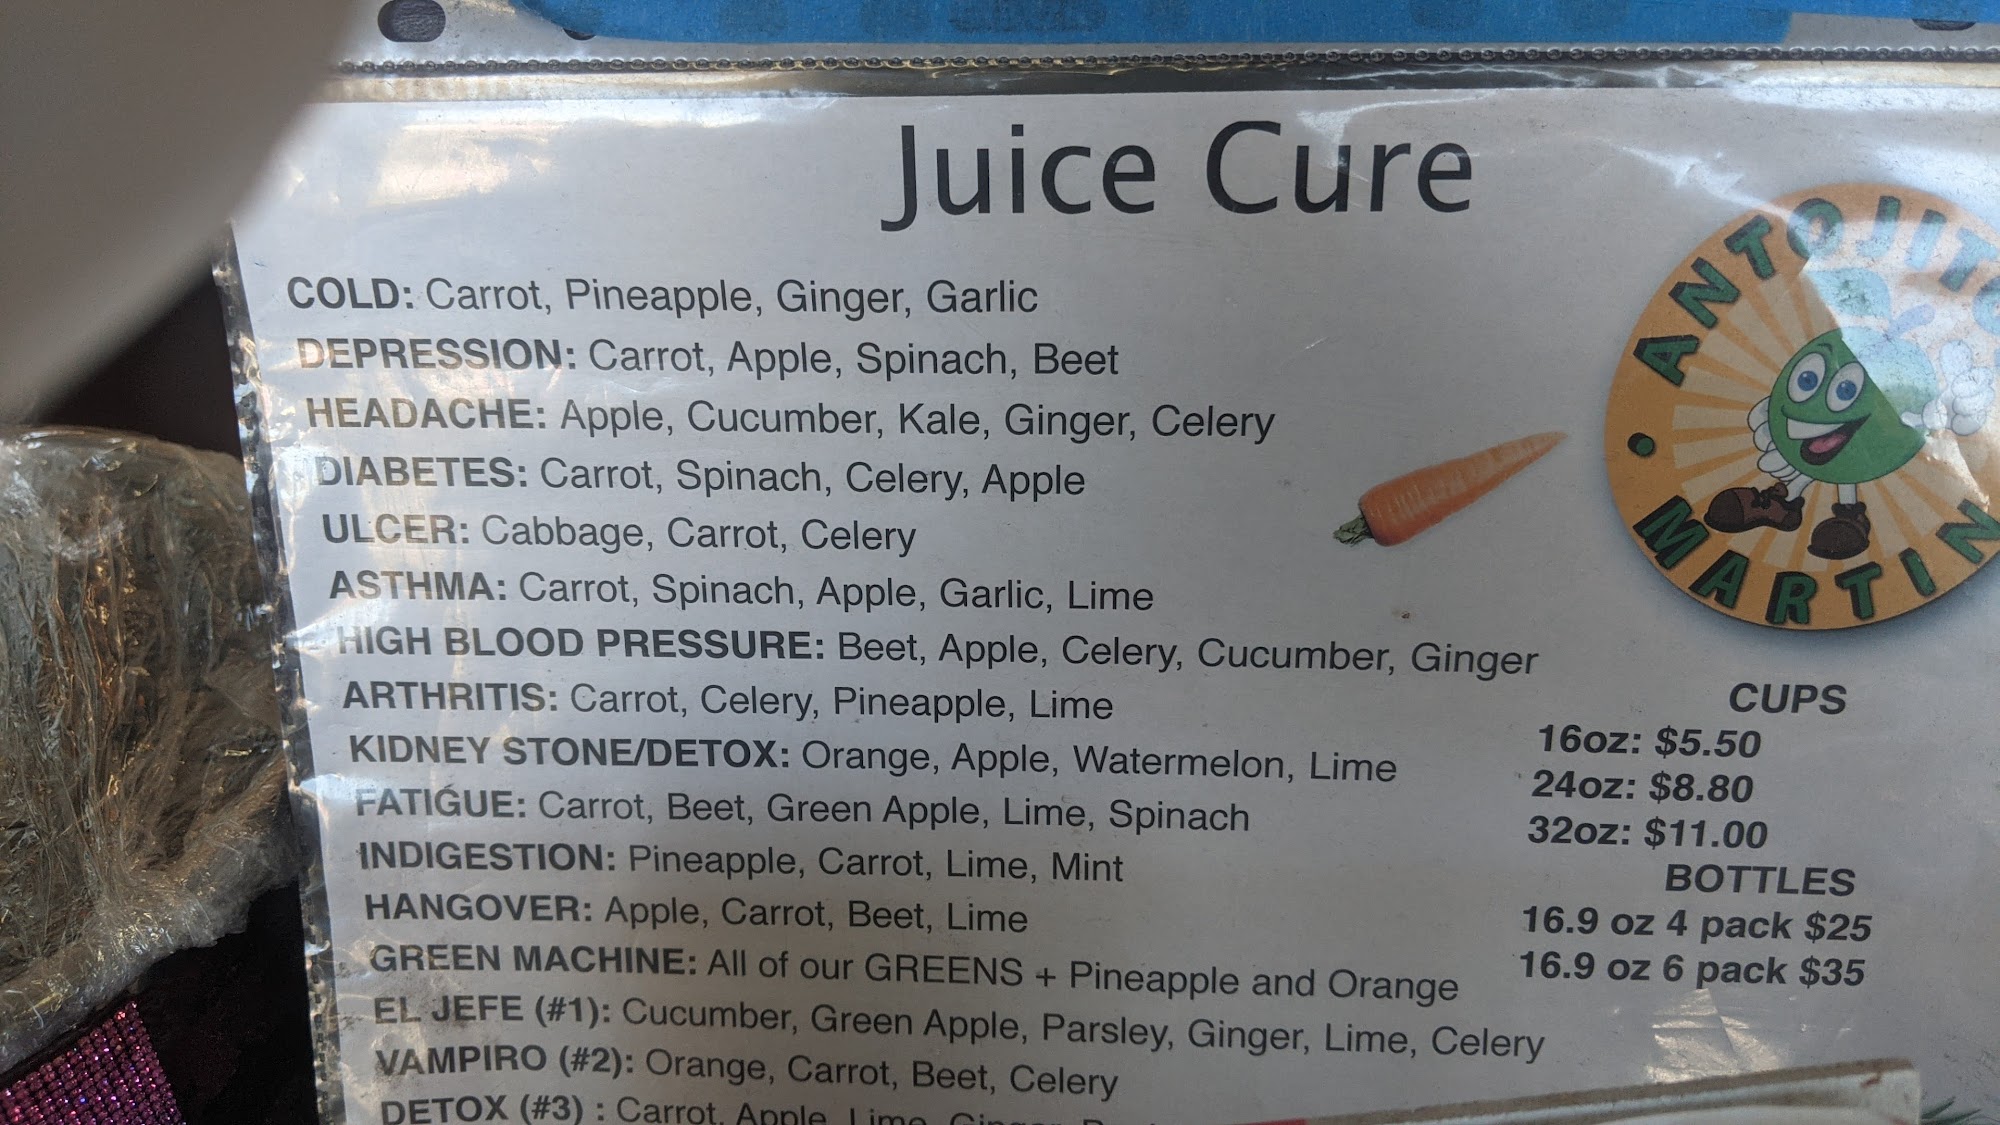 Juice Cure
COLD: Carrot, Pineapple, Ginger, Garlic
DEPRESSION: Carrot, Apple, Spinach, Beet
HEADACHE: Apple, Cucumber, Kale, Ginger, Celery
DIABETES: Carrot, Spinach, Celery, Apple
ULCER: Cabbage, Carrot, Celery
ASTHMA: Carrot, Spinach, Apple, Garlic, Lime
HIGH BLOOD PRESSURE: Beet, Apple, Celery, Cucumber, Ginger
ARTHRITIS: Carrot, Celery, Pineapple, Lime
KIDNEY STONE/DETOX: Orange, Apple, Watermelon, Lime
FATIGUE: Carrot, Beet, Green Apple, Lime, Spinach
INDIGESTION: Pineapple, Carrot, Lime, Mint
HANGOVER: Apple, Carrot, Beet, Lime
GREEN MACHINE: All of our GREENS + Pineapple and Orange
EL JEFE (#1): Cucumber, Green Apple, Parsley, Ginger, Lime, Celery
VAMPIRO (#2): Orange, Carrot, Beet, Celery
DETOX (#3) : Carrot, Apple, Lime, Ginger,
MARTIN
CUPS
16oz: $5.50
24oz: $8.80
32oz: $11.00
BOTTLES
16.9 oz 4 pack $25
16.9 oz 6 pack $35